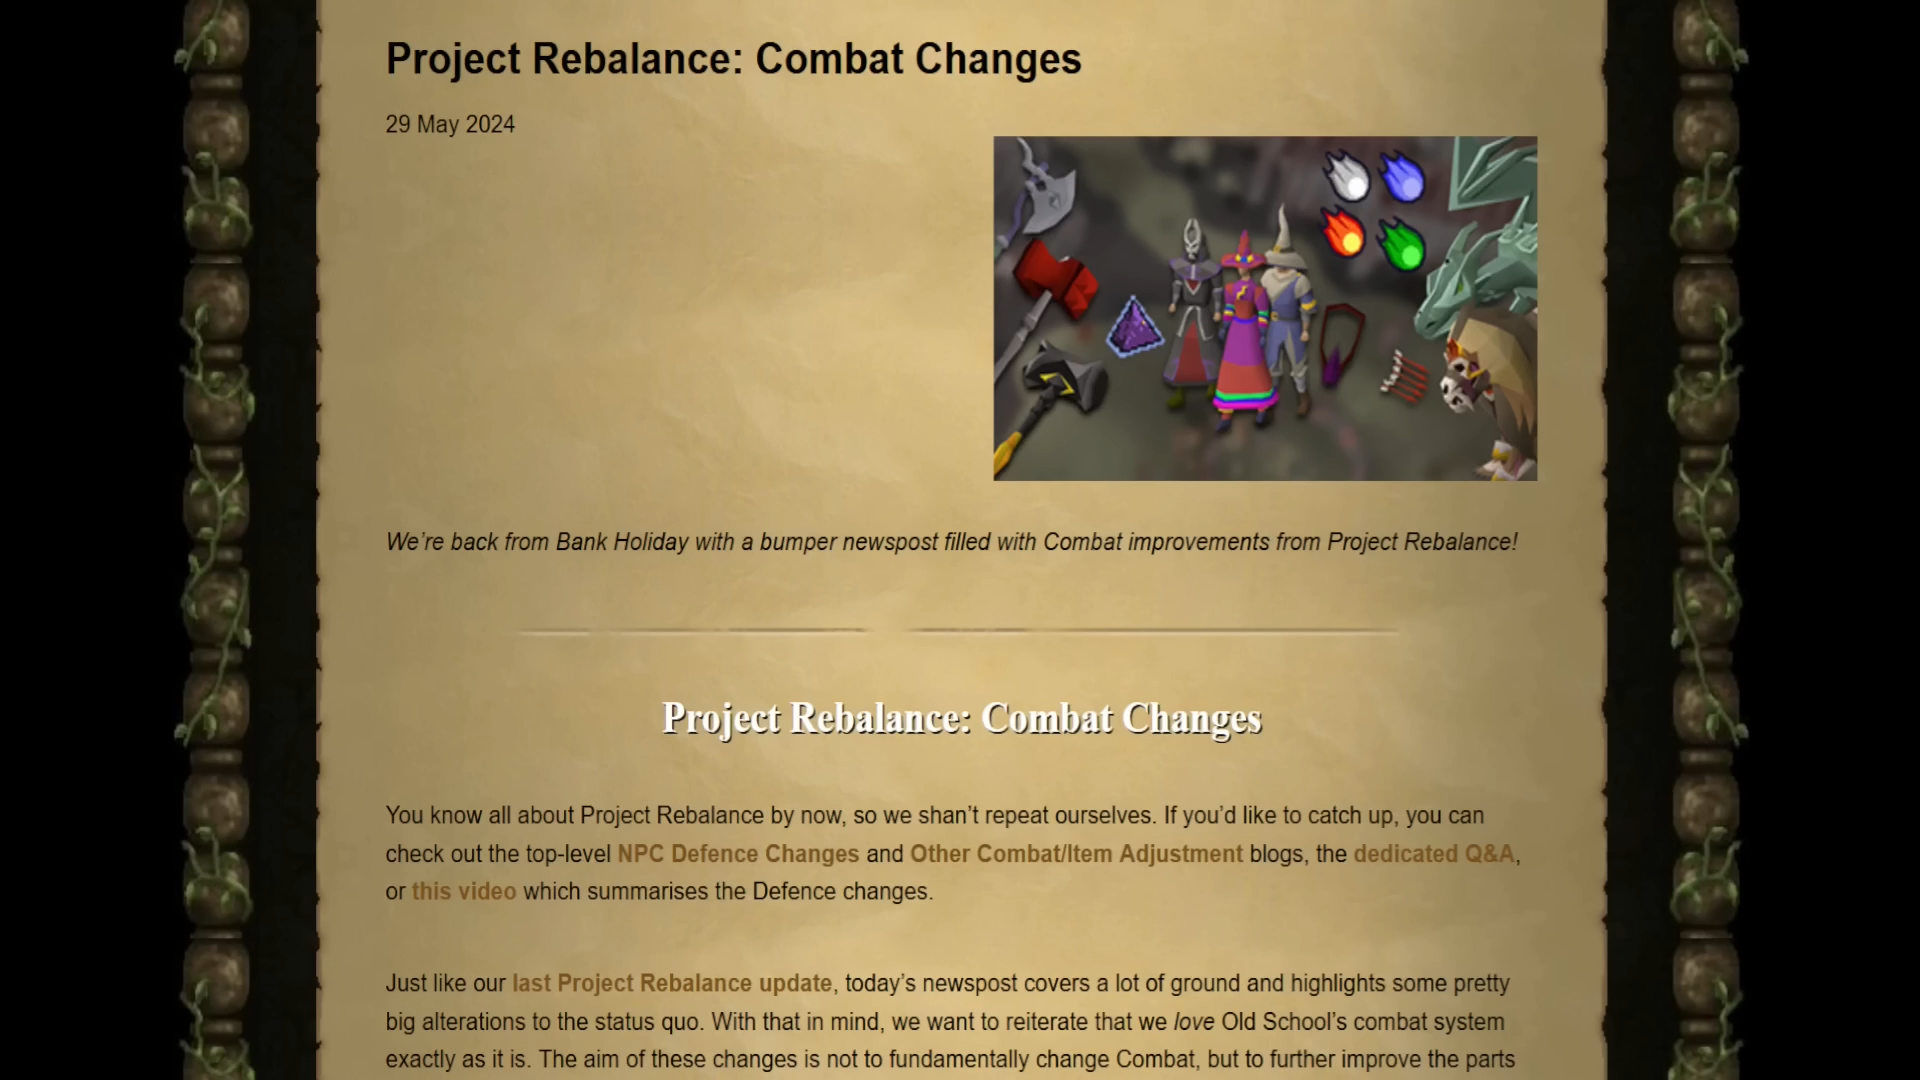 Project Rebalance: Combat Changes
29 May 2024
We’re back from Bank Holiday with a bumper newspost filled with Combat improvements from Project Rebalance!
Project Rebalance: Combat Changes
You know all about Project Rebalance by now, so we shan’t repeat ourselves. If you’d like to catch up, you can
check out the top-level NPC Defence Changes and Other Combat/Item Adjustment blogs, the dedicated Q&A,
or this video which summarises the Defence changes.
Just like our last Project Rebalance update, today’s newspost covers a lot of ground and highlights some pretty
big alterations to the status quo. With that in mind, we want to reiterate that we love Old School’s combat system
exactly as it is. The aim of these changes is not to fundamentally change Combat, but to further improve the parts